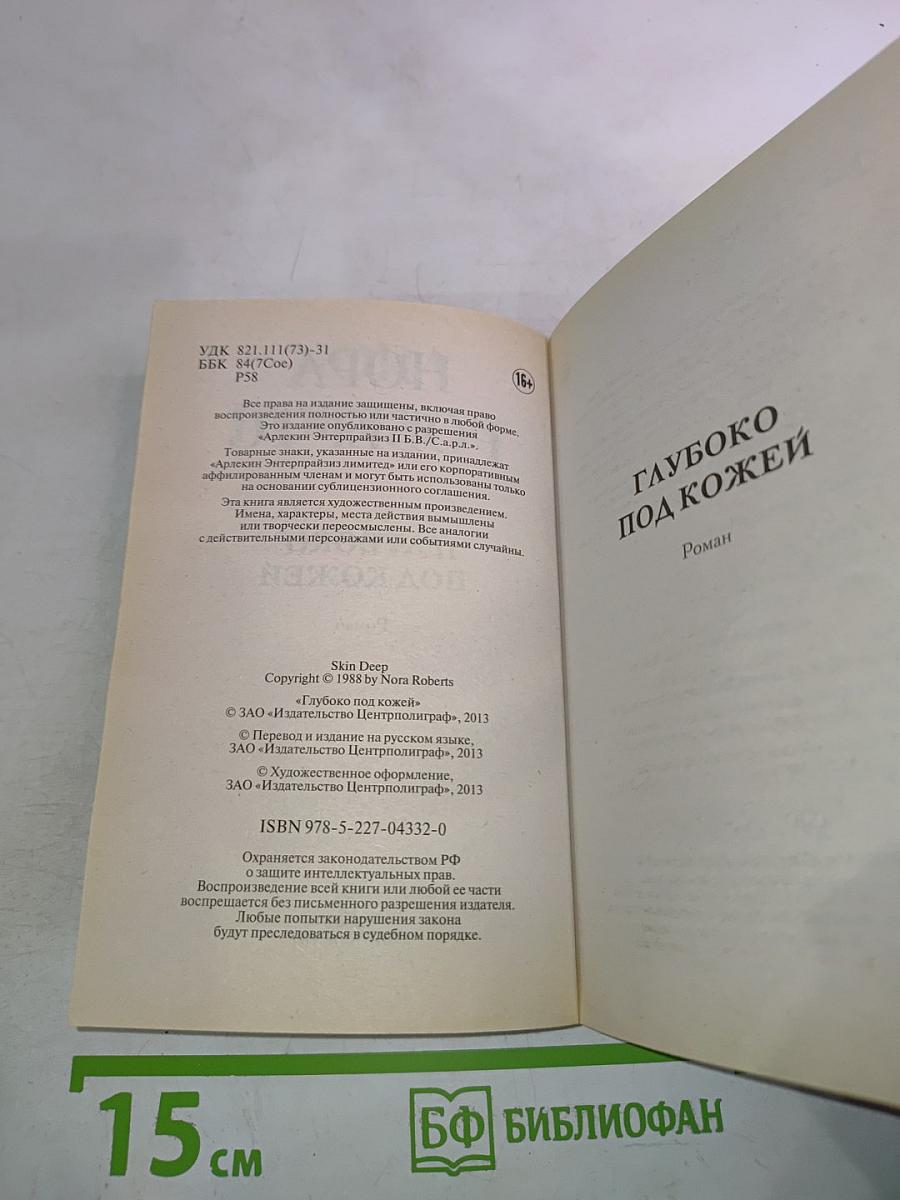 УДК 821.111(73)-31
ББК 84(7Сое)
Р58
16+
Все права на издание защищены, включая право
воспроизведения полностью или частично в любой форме.
Это издание опубликовано с разрешения
«Арлекин Энтерпрайзиз II Б.В./С.а.р.л.».
Товарные знаки, указанные на издании, принадлежат
«Арлекин Энтерпрайзиз лимитед» или его корпоративным
аффилированным членам и могут быть использованы только
на основании сублицензионного соглашения.
Эта книга является художественным произведением.
Имена, характеры, места действия вымышлены
или творчески переосмыслены. Все аналогии
с действительными персонажами или событиями случайны.
Skin Deep
Copyright © 1988 by Nora Roberts
«Глубоко под кожей»
© ЗАО «Издательство Центрполиграф», 2013
© Перевод и издание на русском языке,
ЗАО «Издательство Центрполиграф», 2013
© Художественное оформление,
ЗАО «Издательство Центрполиграф», 2013
ISBN 978-5-227-04332-0
Охраняется законодательством РФ
о защите интеллектуальных прав.
Воспроизведение всей книги или любой ее части
воспрещается без письменного разрешения издателя.
Любые попытки нарушения закона
будут преследоваться в судебном порядке.
ГЛУБОКО
ПОД КОЖЕЙ
Роман
15 см
БФ БИБЛИОФАН